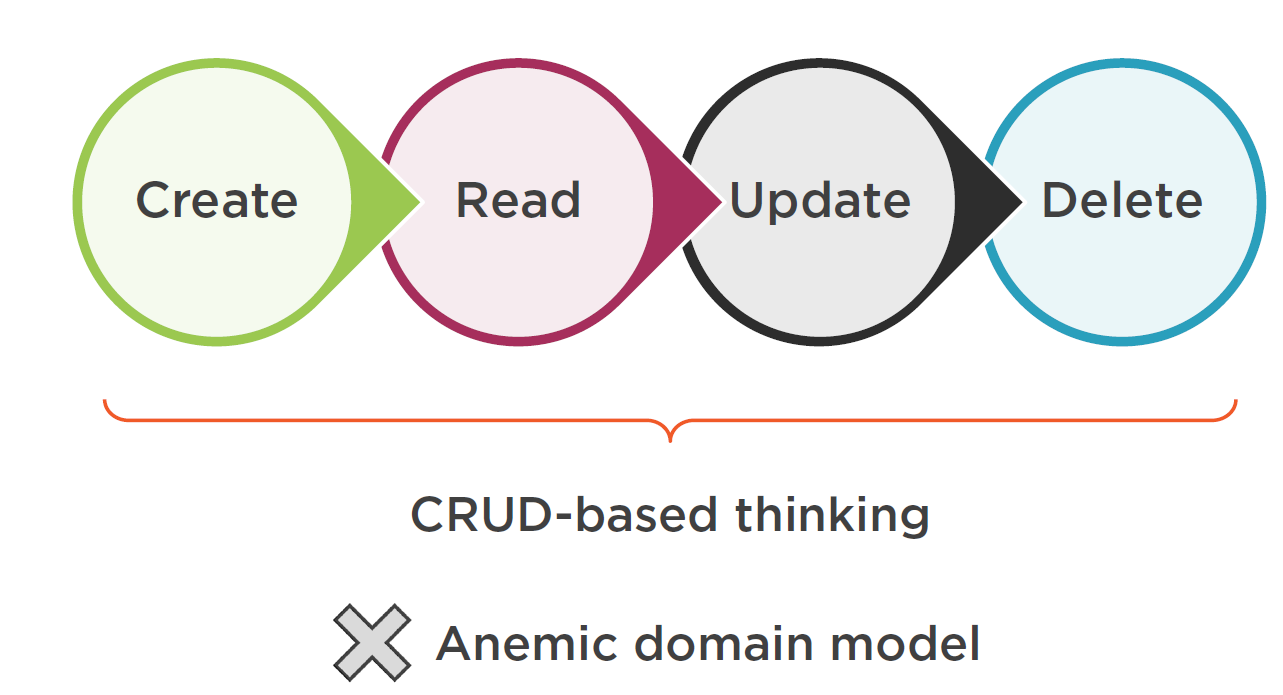 Create Read Update Delete
CRUD-based thinking
Anemic domain model